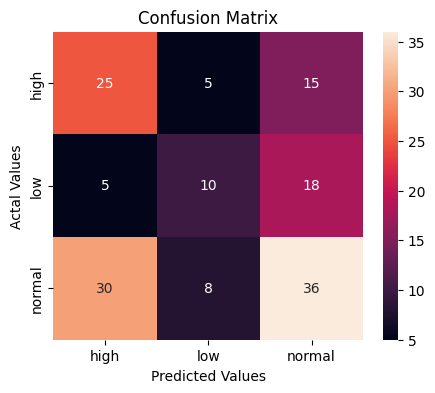 Confusion Matrix
high 25 5 15
low 5 10 18
normal 30 8 36
high low normal
Predicted Values
Actal Values
35
30
25
20
15
10
5